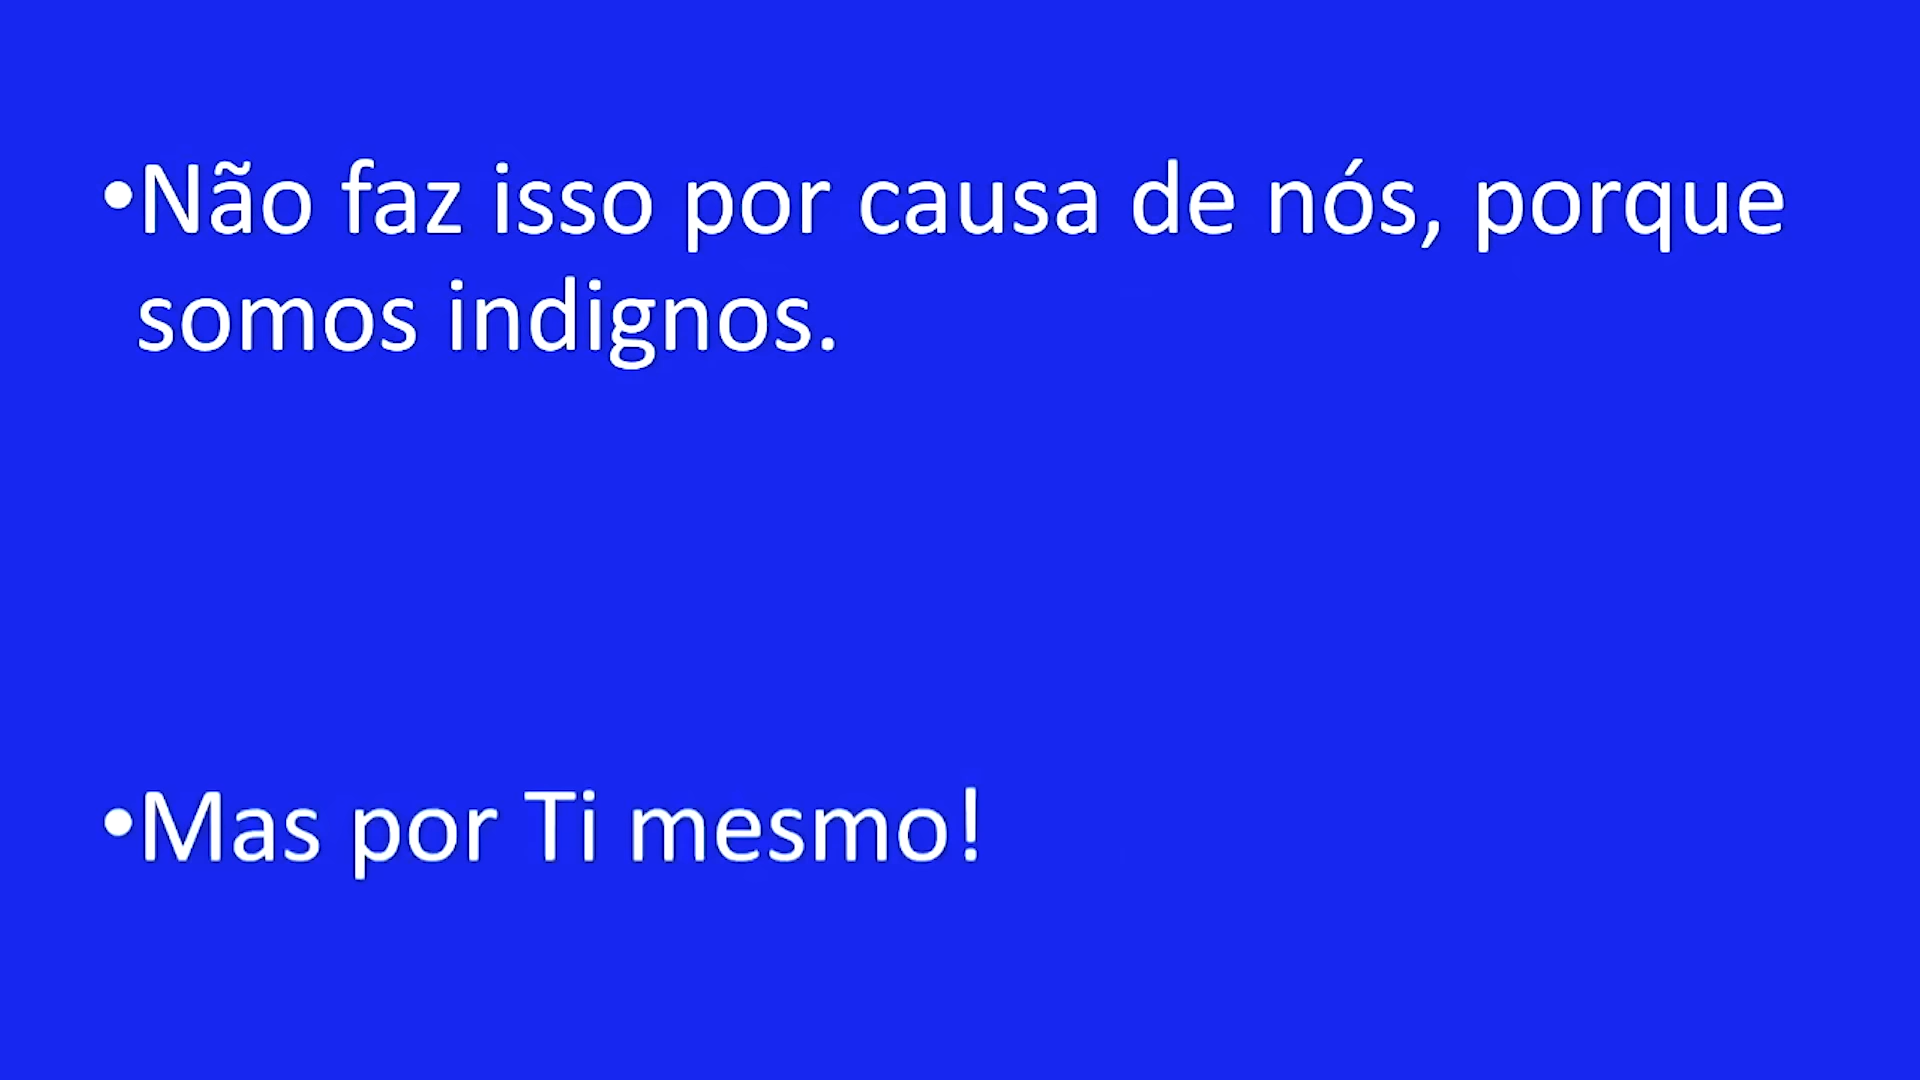 •Não faz isso por causa de nós, porque
somos indignos.
•Mas por Ti mesmo!